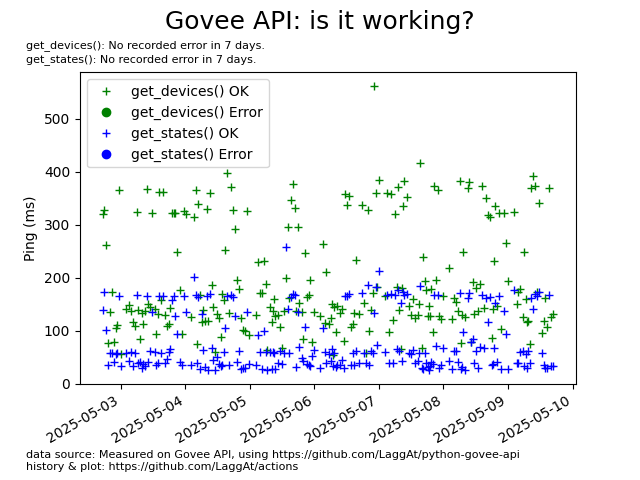 Govee API: is it working?
get_devices(): No recorded error in 7 days.
get_states(): No recorded error in 7 days.
get_devices() OK
get_devices() Error
get_states() OK
get_states() Error
Ping (ms)
500
400
300
200
100
0
2025-05-03
2025-05-04
2025-05-05
2025-05-06
2025-05-07
2025-05-08
2025-05-09
2025-05-10
data source: Measured on Govee API, using https://github.com/LaggAt/python-govee-api
history & plot: https://github.com/LaggAt/actions